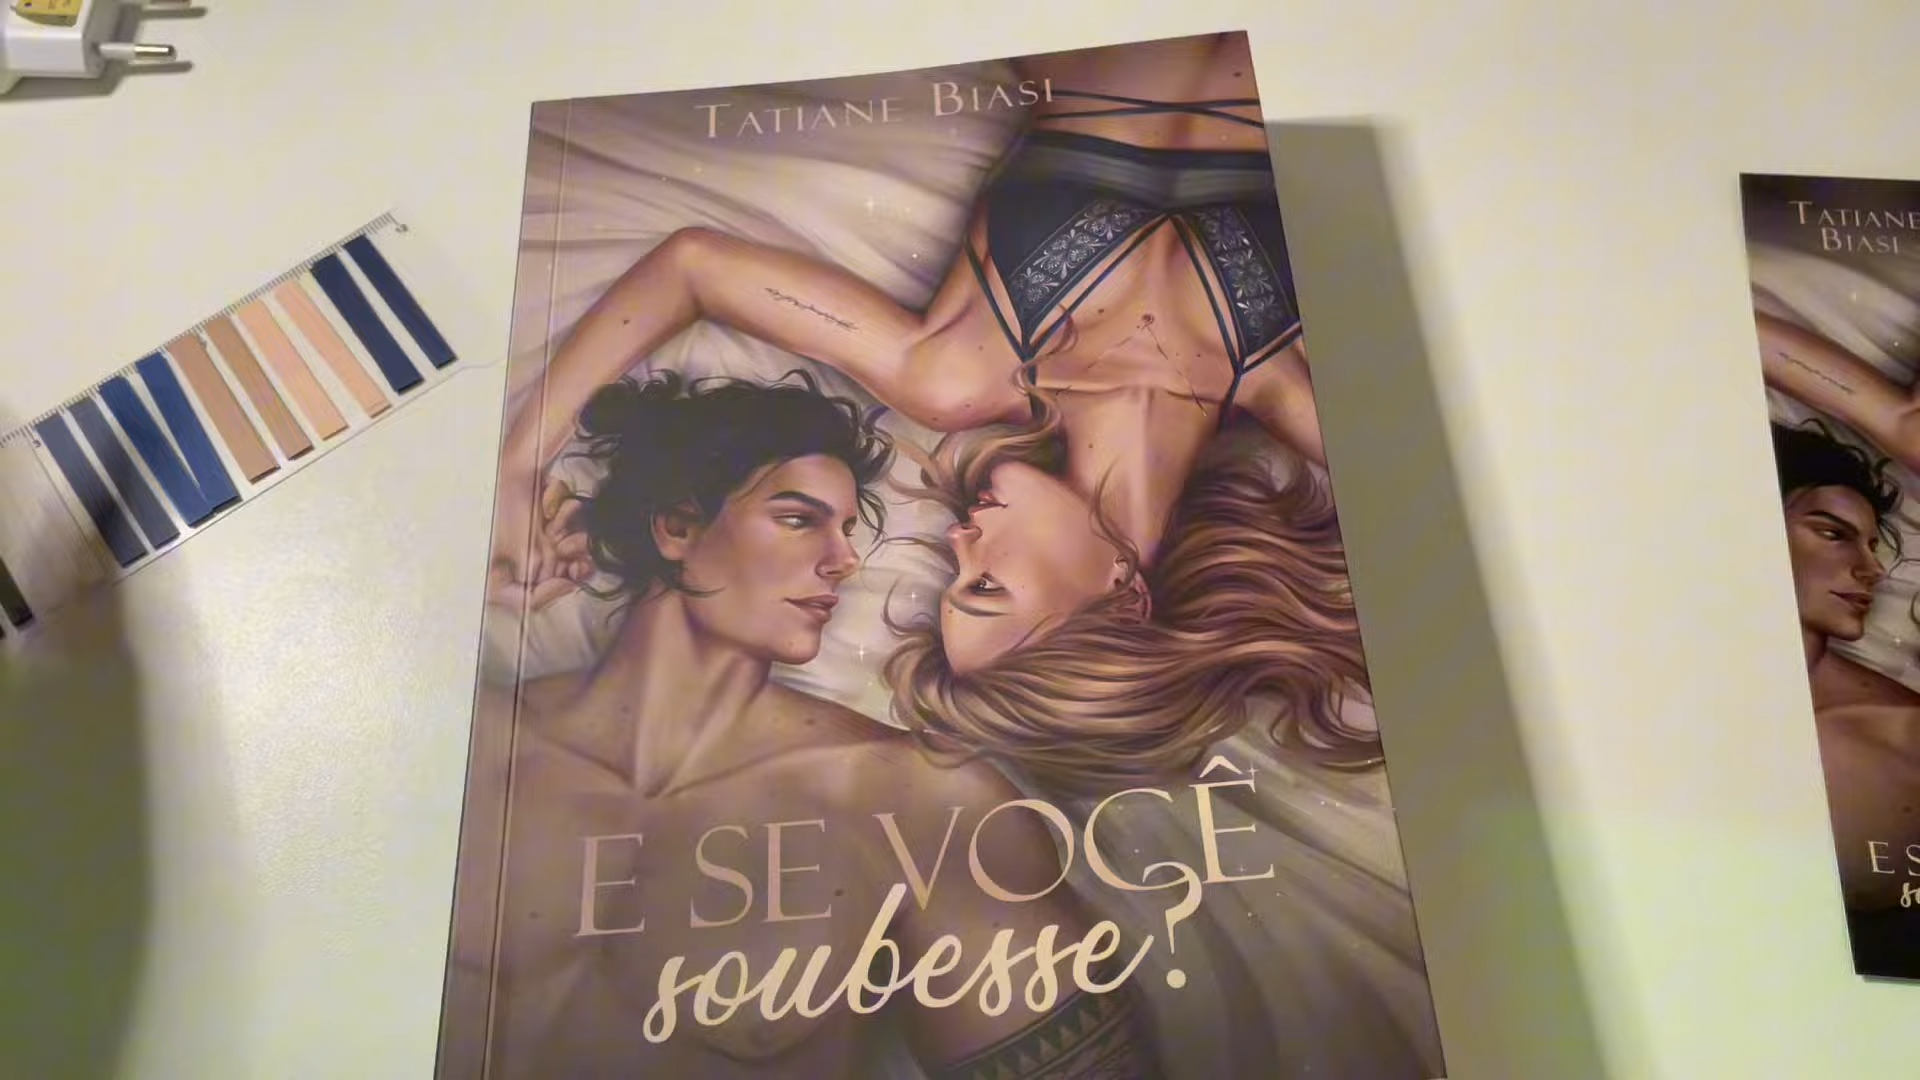 TATIANE BIASI
E SE VOCÊ
soubesse?
TATIANE
BIASI